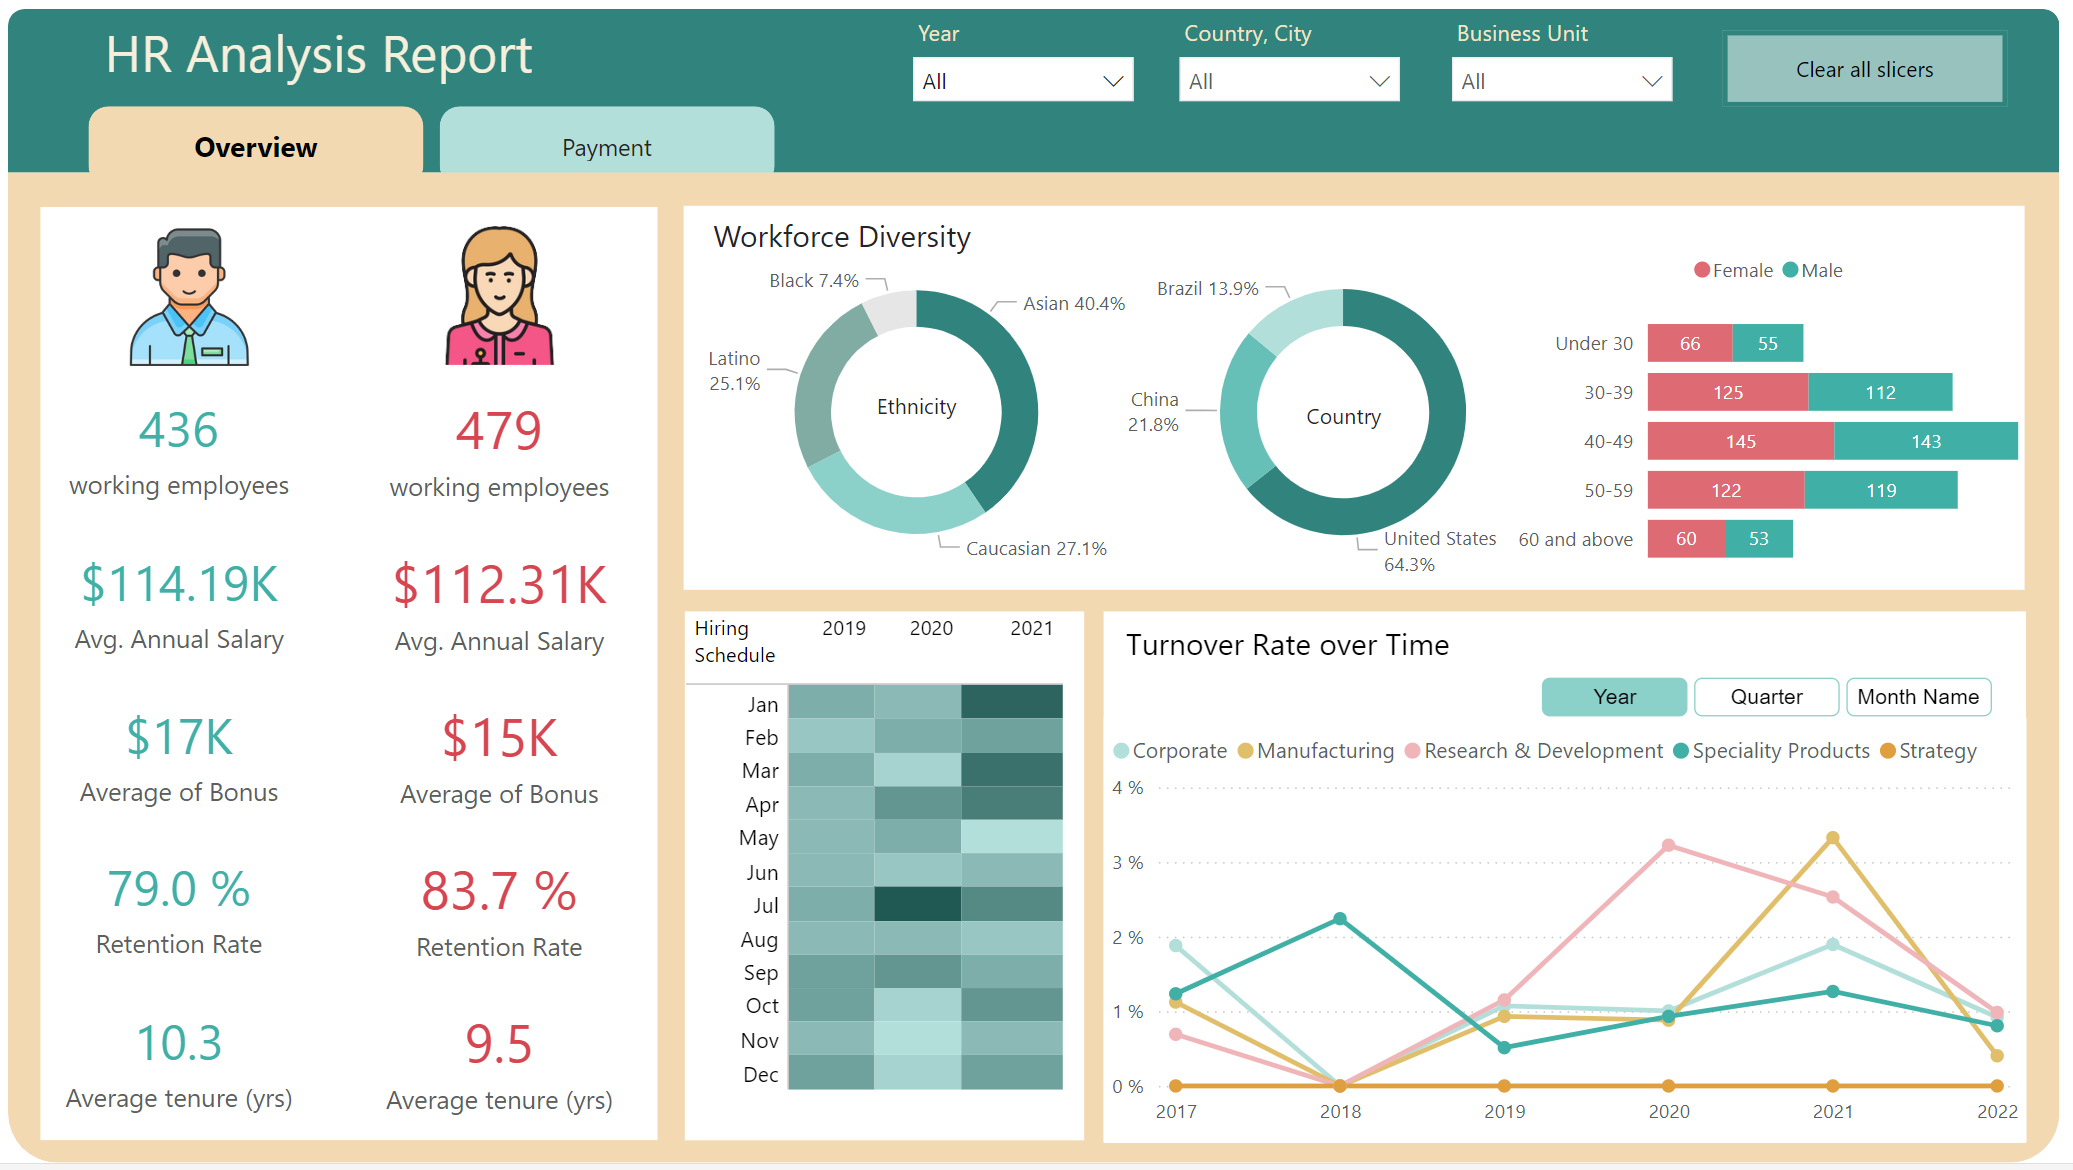 HR Analysis Report
Year
Country, City
Business Unit
All
All
All
Clear all slicers
Overview
Payment
436
working employees
$114.19K
Avg. Annual Salary
$17K
Average of Bonus
79.0 %
Retention Rate
10.3
Average tenure (yrs)
479
working employees
$112.31K
Avg. Annual Salary
$15K
Average of Bonus
83.7 %
Retention Rate
9.5
Average tenure (yrs)
Workforce Diversity
Black 7.4%
Asian 40.4%
Latino
25.1%
Ethnicity
Caucasian 27.1%
Brazil 13.9%
China
21.8%
Country
United States
64.3%
Female Male
Under 30 66 55
30-39 125 112
40-49 145 143
50-59 122 119
60 and above 60 53
Hiring
Schedule
2019 2020 2021
Jan
Feb
Mar
Apr
May
Jun
Jul
Aug
Sep
Oct
Nov
Dec
Turnover Rate over Time
Year Quarter Month Name
Corporate Manufacturing Research & Development Speciality Products Strategy
4 %
3 %
2 %
1 %
0 %
2017 2018 2019 2020 2021 2022